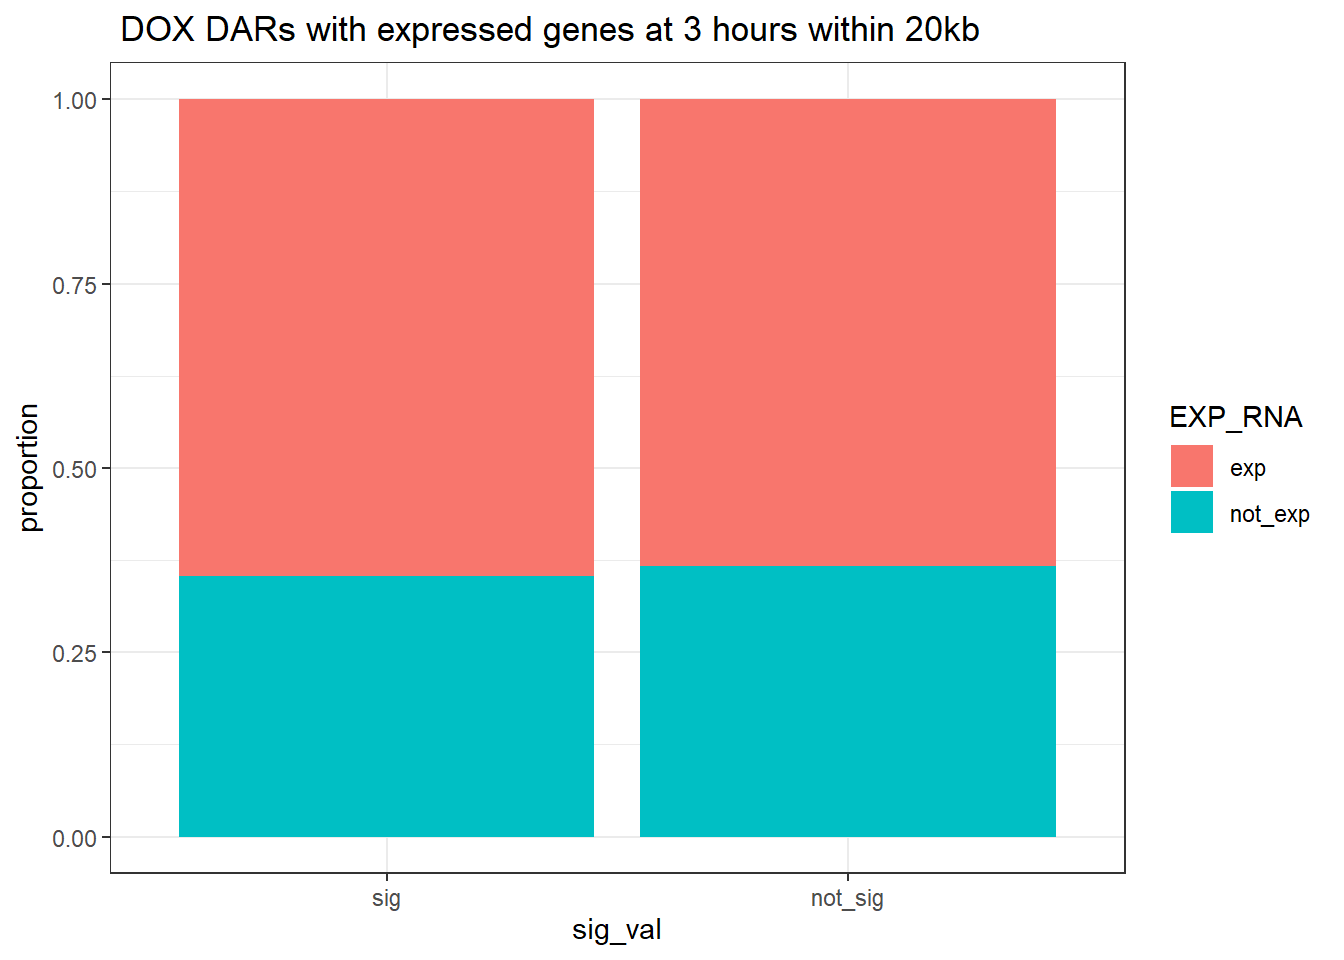 DOX DARs with expressed genes at 3 hours within 20kb
1.00
0.75
0.50
0.25
0.00
proportion
sig
not_sig
sig_val
EXP_RNA
exp
not_exp